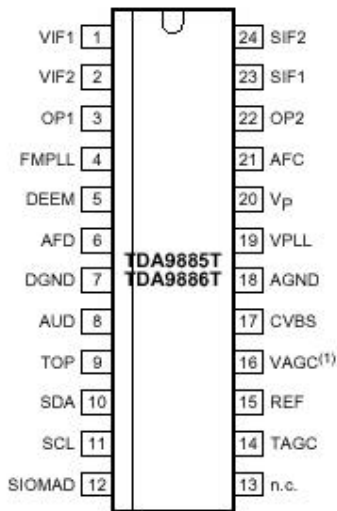 VIF1 1
VIF2 2
OP1 3
FMPLL 4
DEEM 5
AFD 6
DGND 7
AUD 8
TOP 9
SDA 10
SCL 11
SIOMAD 12
TDA9885T
TDA9886T
24 SIF2
23 SIF1
22 OP2
21 AFC
20 VP
19 VPLL
18 AGND
17 CVBS
16 VAGC(1)
15 REF
14 TAGC
13 n.c.